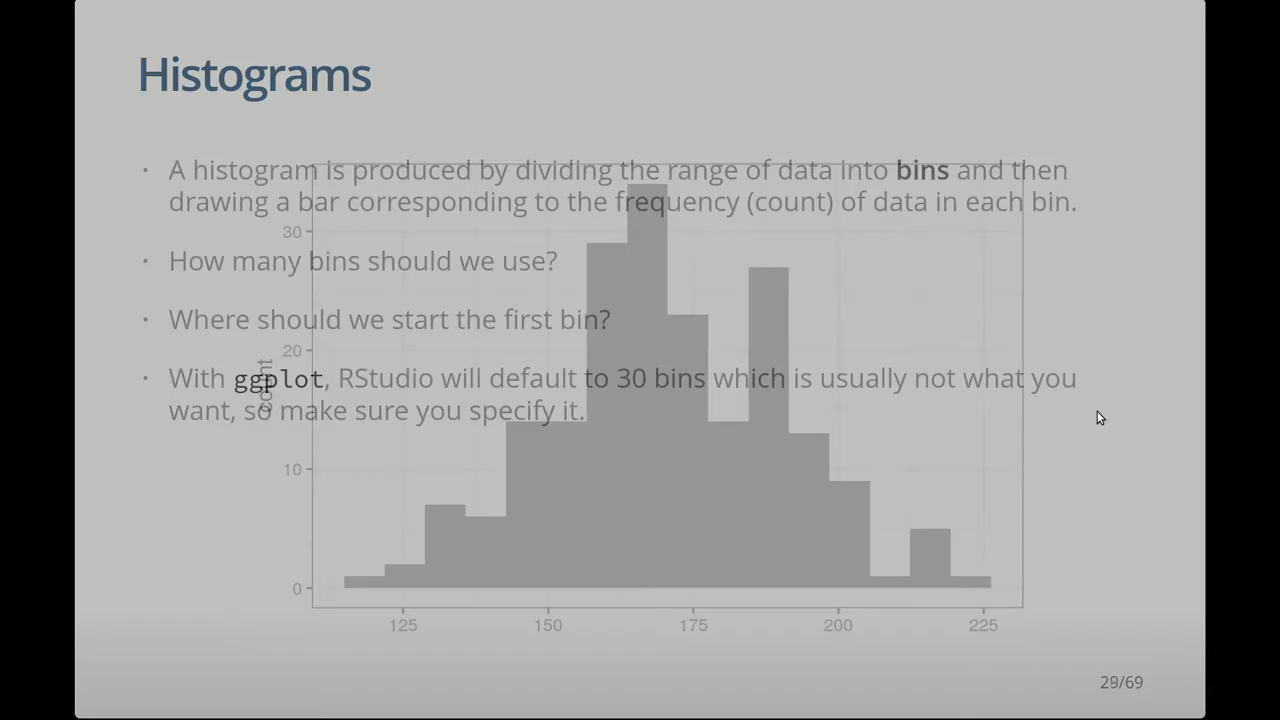 Histograms
· A histogram is produced by dividing the range of data into bins and then
drawing a bar corresponding to the frequency (count) of data in each bin.
· How many bins should we use?
· Where should we start the first bin?
· With ggplot, RStudio will default to 30 bins which is usually not what you
want, so make sure you specify it.
count
30
20
10
0
125 150 175 200 225
/69